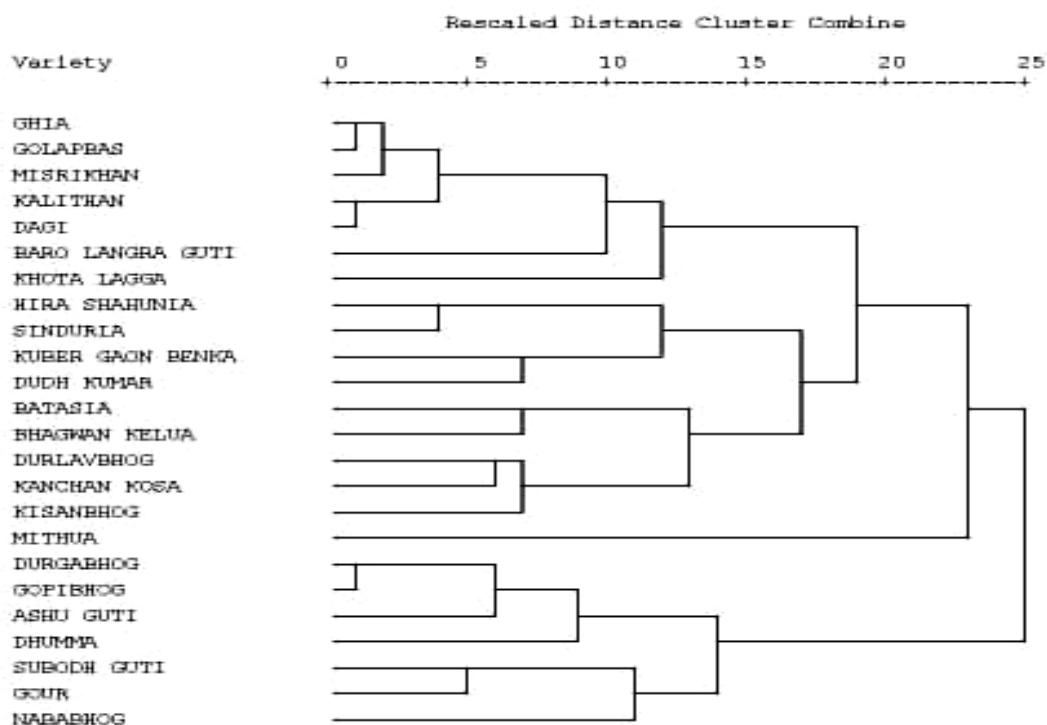 Rescaled Distance Cluster Combine
Variety 0 5 10 15 20 25
GHIA
GOLAPBAS
MISRIKHAN
KALITHAN
DAGI
BARO LANGRA GUTI
KHOTA LAGGA
HIRA SHAHUNIA
SINDURIA
KUBER GAON BENKA
DUDH KUMAR
BATASIA
BHAGWAN KELUA
DURLAVBHOG
KANCHAN KOSA
KISANBHOG
MITHUA
DURGABHOG
GOPIBHOG
ASHU GUTI
DHUMMA
SUBODH GUTI
GOUR
NABABHOG